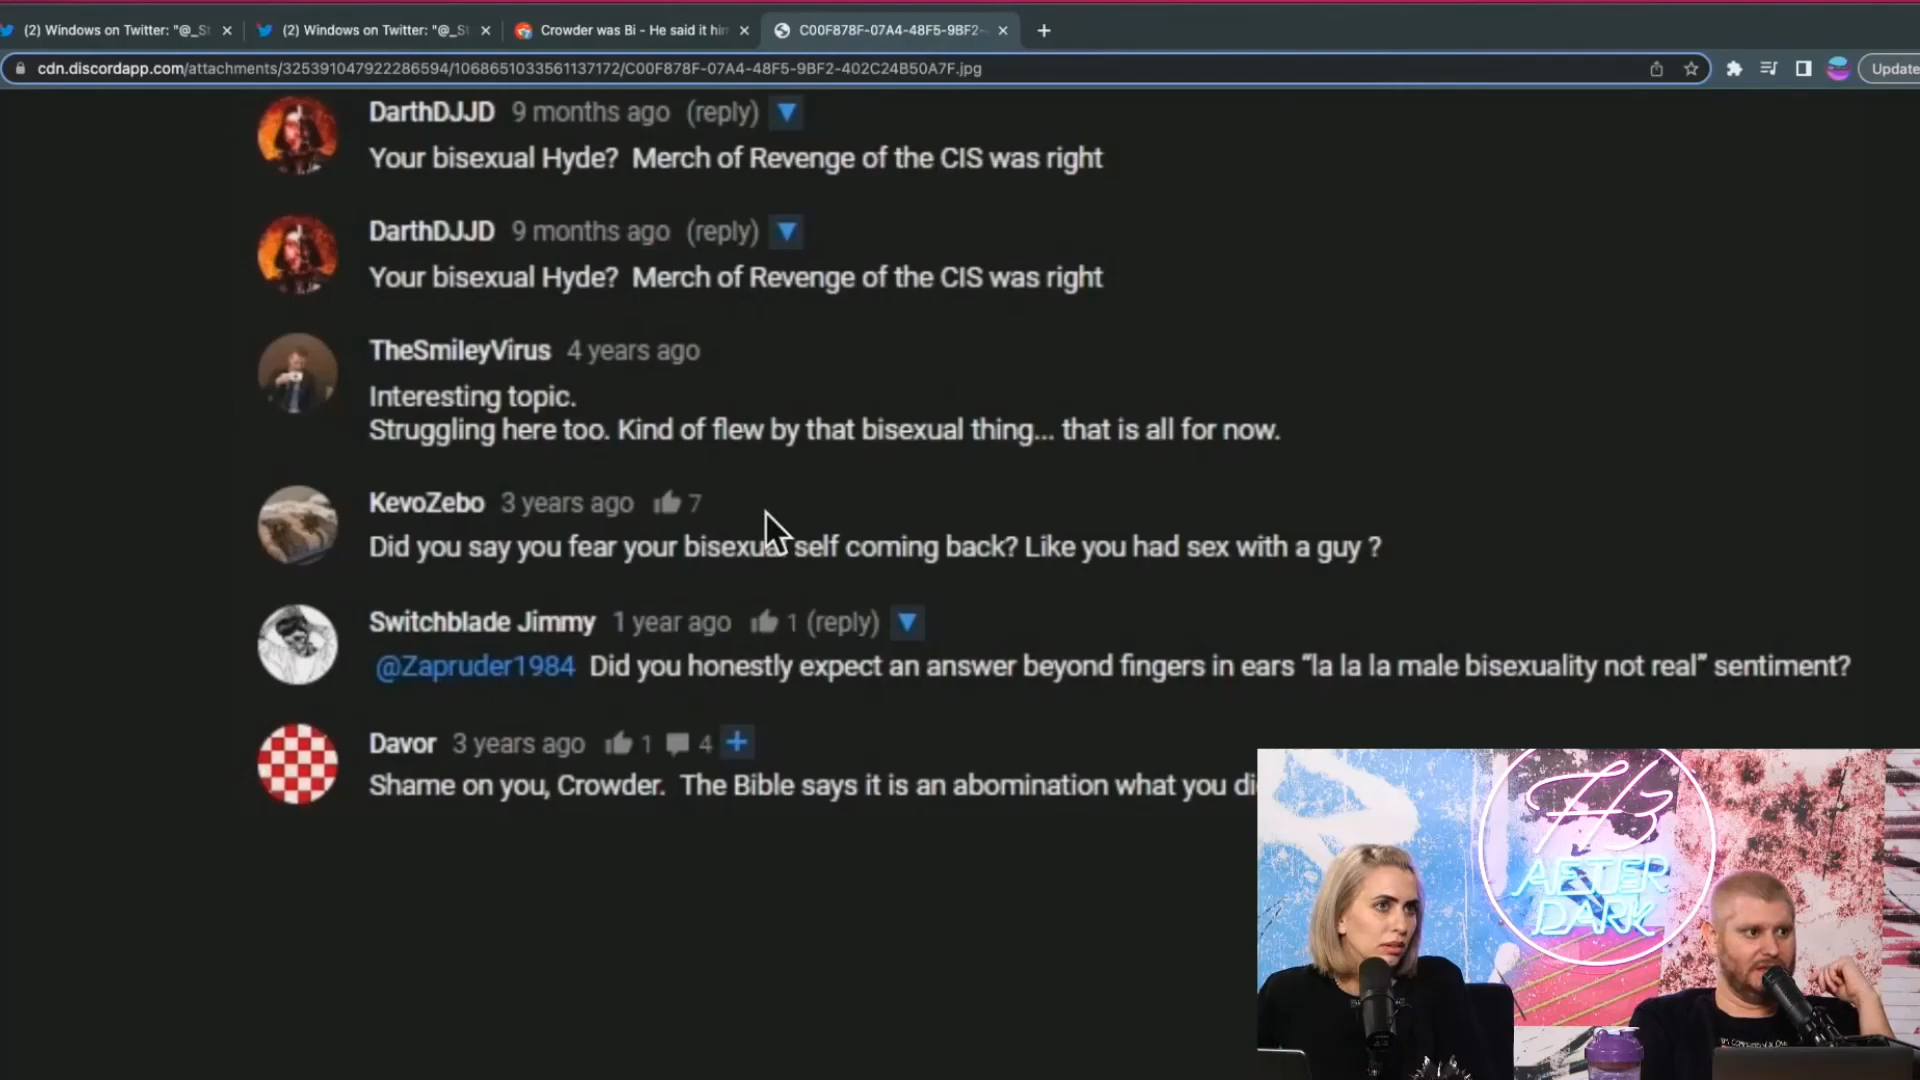 (2) Windows on Twitter: "@_St
(2) Windows on Twitter: "@_St
Crowder was Bi - He said it him
C00F878F-07A4-48F5-9BF2-
cdn.discordapp.com/attachments/325391047922286594/1068651033561137172/C00F878F-07A4-48F5-9BF2-402C24B50A7F.jpg
Update
DarthDJJD 9 months ago (reply)
Your bisexual Hyde? Merch of Revenge of the CIS was right
DarthDJJD 9 months ago (reply)
Your bisexual Hyde? Merch of Revenge of the CIS was right
TheSmileyVirus 4 years ago
Interesting topic.
Struggling here too. Kind of flew by that bisexual thing... that is all for now.
KevoZebo 3 years ago 7
Did you say you fear your bisexual self coming back? Like you had sex with a guy ?
Switchblade Jimmy 1 year ago 1 (reply)
@Zapruder1984 Did you honestly expect an answer beyond fingers in ears “la la la male bisexuality not real” sentiment?
Davor 3 years ago 1 4
Shame on you, Crowder. The Bible says it is an abomination what you di
H3
AFTER
DARK